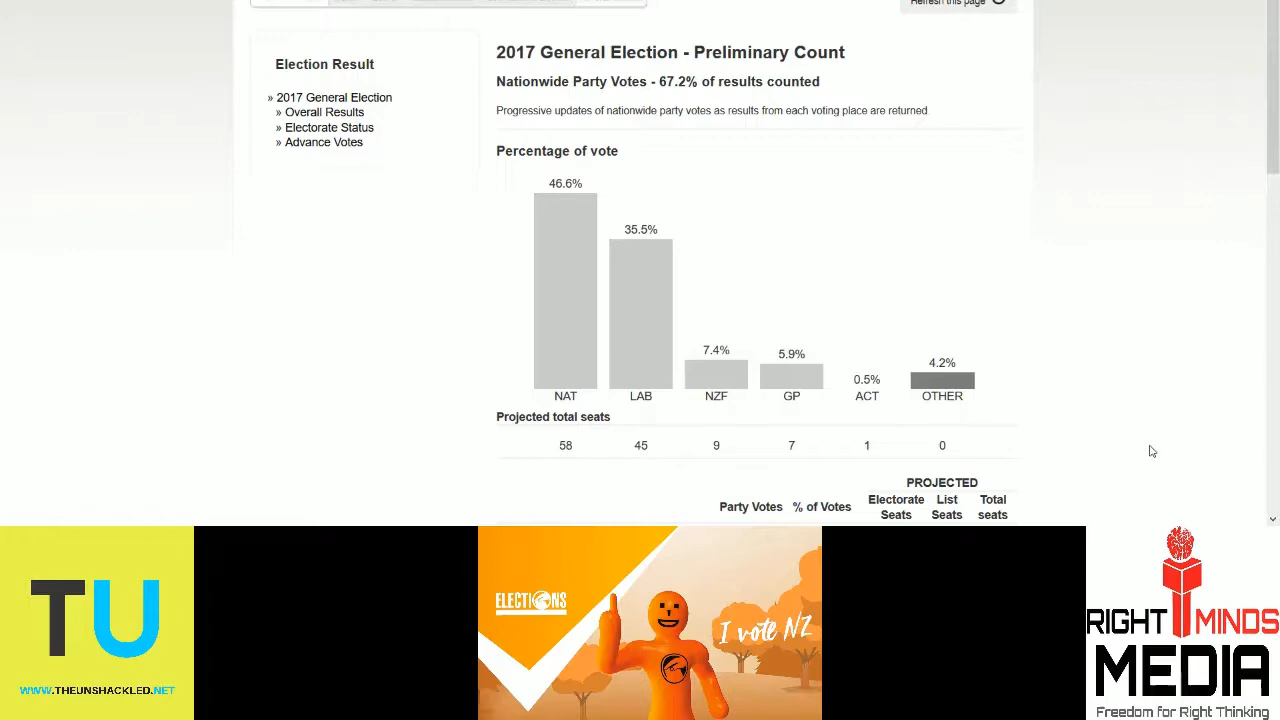 Refresh this page
Election Result
» 2017 General Election
» Overall Results
» Electorate Status
» Advance Votes
2017 General Election - Preliminary Count
Nationwide Party Votes - 67.2% of results counted
Progressive updates of nationwide party votes as results from each voting place are returned.
Percentage of vote
46.6%
35.5%
7.4%
5.9%
0.5%
4.2%
NAT LAB NZF GP ACT OTHER
Projected total seats
58 45 9 7 1 0
PROJECTED
Party Votes % of Votes Electorate Seats List Seats Total seats
TU
WWW.THEUNSHACKLED.NET
ELECTIONS
I vote NZ
RIGHT MINDS
MEDIA
Freedom for Right Thinking